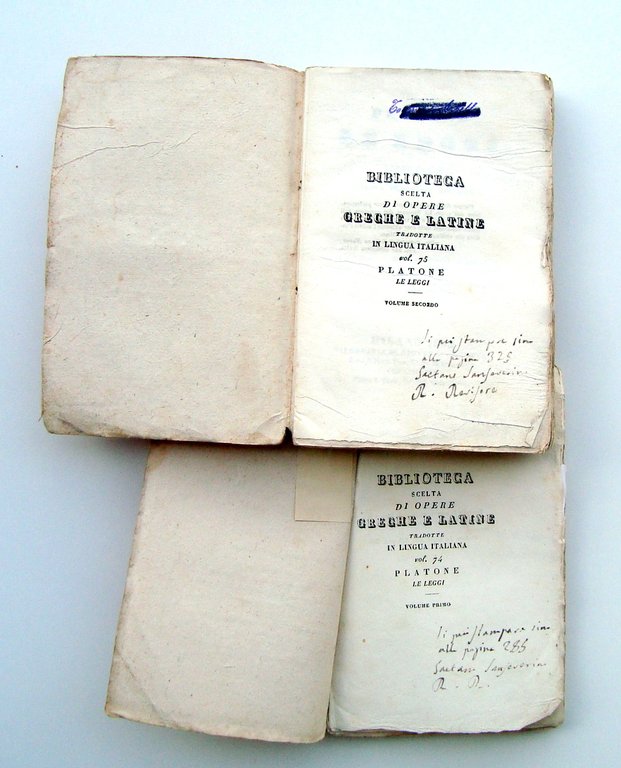 BIBLIOTECA
SCELTA
DI OPERE
GRECHE E LATINE
TRADOTTE
IN LINGUA ITALIANA
vol. 75
PLATONE
LE LEGGI
VOLUME SECONDO
Si può stampare sino
alla pagina 325
Gaetano Sanseverino
R. Revisore
BIBLIOTECA
SCELTA
DI OPERE
GRECHE E LATINE
TRADOTTE
IN LINGUA ITALIANA
vol. 74
PLATONE
LE LEGGI
VOLUME PRIMO
Si può stampare sino
alla pagina 285
Gaetano Sanseverino
R. R.